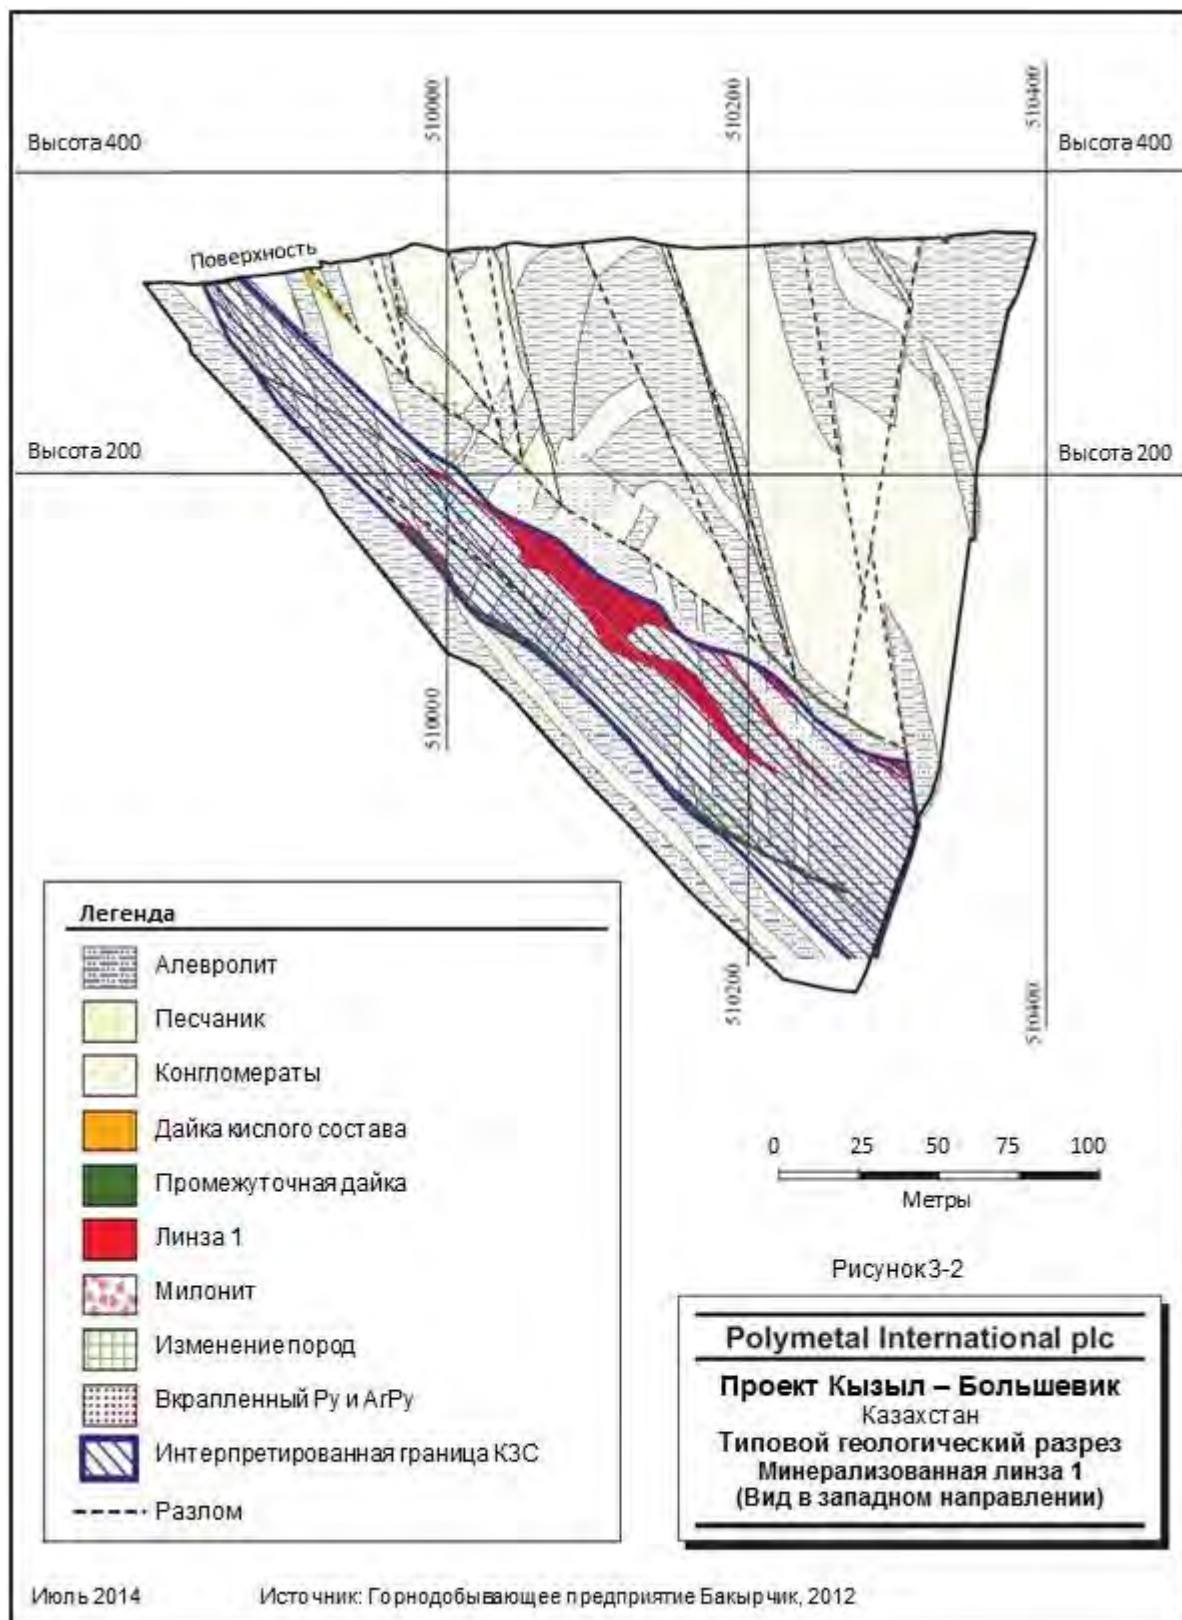 510000
510200
510400
Высота 400
Высота 400
Поверхность
Высота 200
Высота 200
510000
510200
510400
Легенда
Алевролит
Песчаник
Конгломераты
Дайка кислого состава
Промежуточная дайка
Линза 1
Милонит
Изменение пород
Вкрапленный Py и ArPy
Интерпретированная граница КЗС
Разлом
0 25 50 75 100
Метры
Рисунок 3-2
Polymetal International plc
Проект Кызыл – Большевик
Казахстан
Типовой геологический разрез
Минерализованная линза 1
(Вид в западном направлении)
Июль 2014
Источник: Горнодобывающее предприятие Бакырчик, 2012